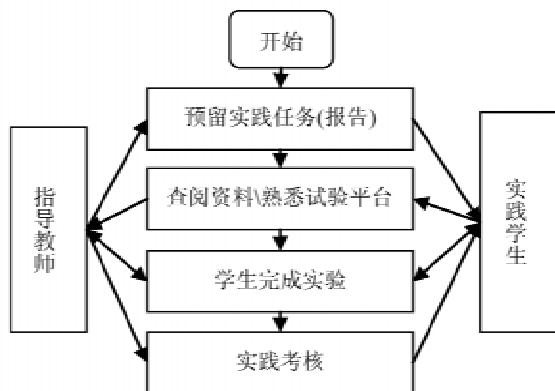 开始
预留实践任务(报告)
查阅资料\熟悉试验平台
指导教师
实践学生
学生完成实验
实践考核